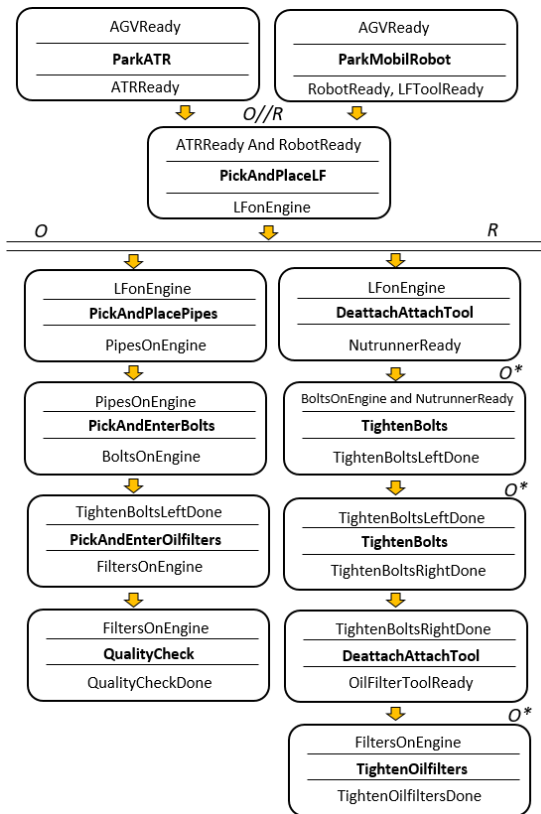 AGVReady
ParkATR
ATRReady
AGVReady
ParkMobilRobot
RobotReady, LFToolReady
O//R
ATRReady And RobotReady
PickAndPlaceLF
LFonEngine
O
R
LFonEngine
PickAndPlacePipes
PipesOnEngine
LFonEngine
DeattachAttachTool
NutrunnerReady
O*
PipesOnEngine
PickAndEnterBolts
BoltsOnEngine
BoltsOnEngine and NutrunnerReady
TightenBolts
TightenBoltsLeftDone
O*
TightenBoltsLeftDone
PickAndEnterOilfilters
FiltersOnEngine
TightenBoltsLeftDone
TightenBolts
TightenBoltsRightDone
FiltersOnEngine
QualityCheck
QualityCheckDone
TightenBoltsRightDone
DeattachAttachTool
OilFilterToolReady
O*
FiltersOnEngine
TightenOilfilters
TightenOilfiltersDone